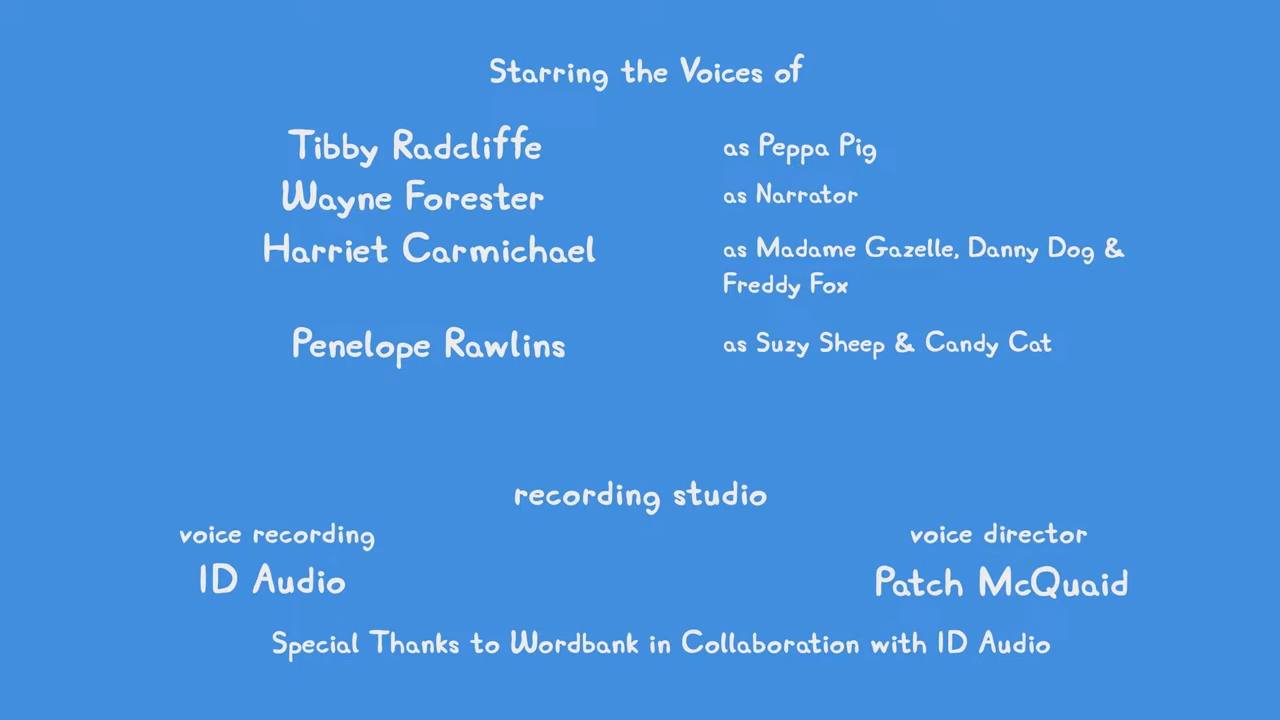 Starring the Voices of
Tibby Radcliffe as Peppa Pig
Wayne Forester as Narrator
Harriet Carmichael as Madame Gazelle, Danny Dog &
Freddy Fox
Penelope Rawlins as Suzy Sheep & Candy Cat
recording studio
voice recording voice director
ID Audio Patch McQuaid
Special Thanks to Wordbank in Collaboration with ID Audio